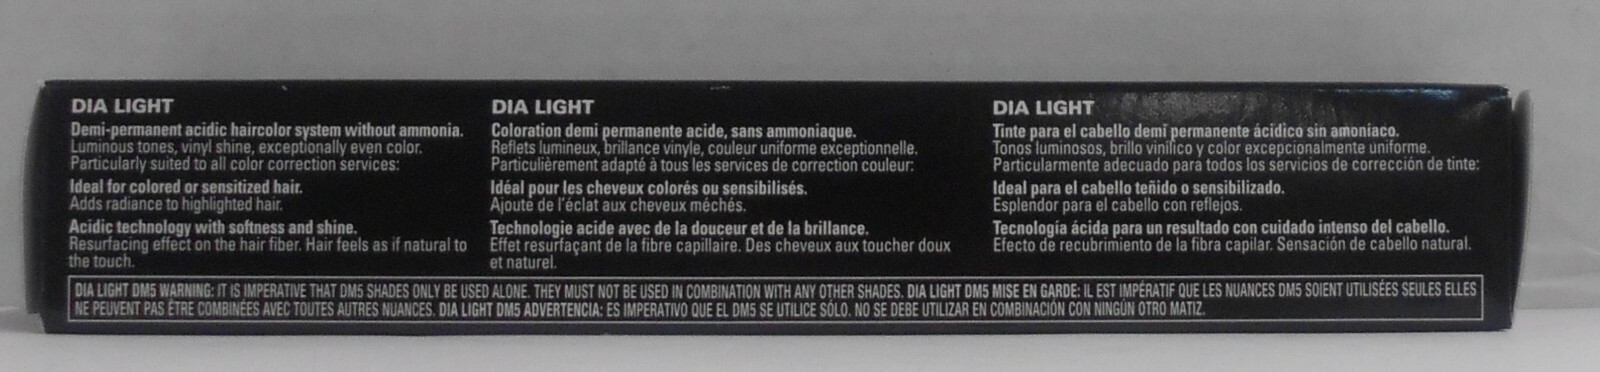 DIA LIGHT
Demi-permanent acidic haircolor system without ammonia.
Luminous tones, vinyl shine, exceptionally even color.
Particularly suited to all color correction services:
Ideal for colored or sensitized hair.
Adds radiance to highlighted hair.
Acidic technology with softness and shine.
Resurfacing effect on the hair fiber. Hair feels as if natural to
the touch.
DIA LIGHT
Coloration demi permanente acide, sans ammoniaque.
Reflets lumineux, brillance vinyle, couleur uniforme exceptionnelle.
Particulièrement adapté à tous les services de correction couleur:
Idéal pour les cheveux colorés ou sensibilisés.
Ajoute de l'éclat aux cheveux méchés.
Technologie acide avec de la douceur et de la brillance.
Effet resurfaçant de la fibre capillaire. Des cheveux aux toucher doux
et naturel.
DIA LIGHT
Tinte para el cabello demi permanente ácidico sin amoniaco.
Tonos luminosos, brillo vinílico y color excepcionalmente uniforme.
Particularmente adecuado para todos los servicios de corrección de tinte:
Ideal para el cabello teñido o sensibilizado.
Esplendor para el cabello con reflejos.
Tecnología ácida para un resultado con cuidado intenso del cabello.
Efecto de recubrimiento de la fibra capilar. Sensación de cabello natural.
DIA LIGHT DM5 WARNING: IT IS IMPERATIVE THAT DM5 SHADES ONLY BE USED ALONE. THEY MUST NOT BE USED IN COMBINATION WITH ANY OTHER SHADES. DIA LIGHT DM5 MISE EN GARDE: IL EST IMPÉRATIF QUE LES NUANCES DM5 SOIENT UTILISÉES SEULES ELLES
NE PEUVENT PAS ÊTRE COMBINÉES AVEC TOUTES AUTRES NUANCES. DIA LIGHT DM5 ADVERTENCIA: ES IMPERATIVO QUE EL DM5 SE UTILICE SÓLO. NO SE DEBE UTILIZAR EN COMBINACIÓN CON NINGÚN OTRO MATIZ.